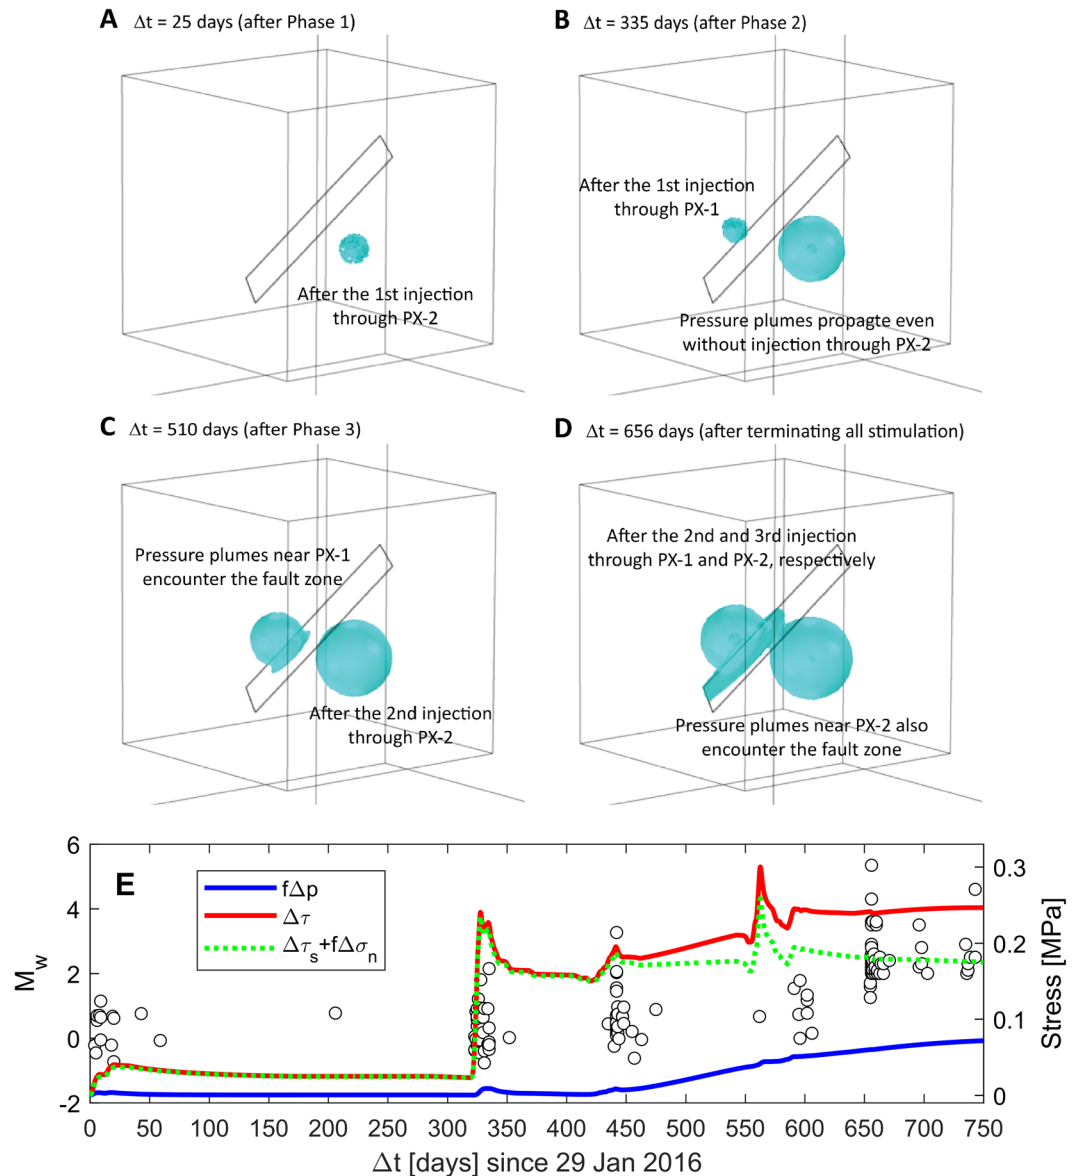 A Δt = 25 days (after Phase 1)
After the 1st injection
through PX-2
B Δt = 335 days (after Phase 2)
After the 1st injection
through PX-1
Pressure plumes propagte even
without injection through PX-2
C Δt = 510 days (after Phase 3)
Pressure plumes near PX-1
encounter the fault zone
After the 2nd injection
through PX-2
D Δt = 656 days (after terminating all stimulation)
After the 2nd and 3rd injection
through PX-1 and PX-2, respectively
Pressure plumes near PX-2 also
encounter the fault zone
E
fΔp
Δτ
Δτs+fΔσn
Mw
6
4
2
0
-2
0.3
0.2
0.1
0
Stress [MPa]
0 50 100 150 200 250 300 350 400 450 500 550 600 650 700 750
Δt [days] since 29 Jan 2016